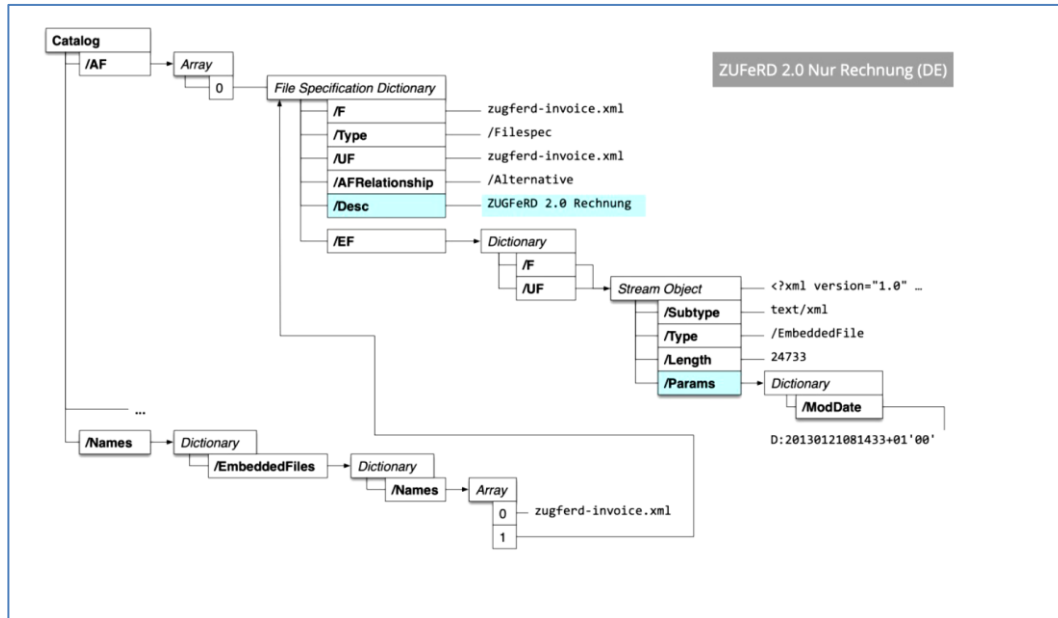 Catalog
/AF
Array
0
ZUFeRD 2.0 Nur Rechnung (DE)
File Specification Dictionary
/F
zugferd-invoice.xml
/Type
/Filespec
/UF
zugferd-invoice.xml
/AFRelationship
/Alternative
/Desc
ZUGFeRD 2.0 Rechnung
/EF
Dictionary
/F
/UF
Stream Object
<?xml version="1.0" …
/Subtype
text/xml
/Type
/EmbeddedFile
/Length
24733
/Params
Dictionary
/ModDate
D:20130121081433+01'00'
...
/Names
Dictionary
/EmbeddedFiles
Dictionary
/Names
Array
0
zugferd-invoice.xml
1